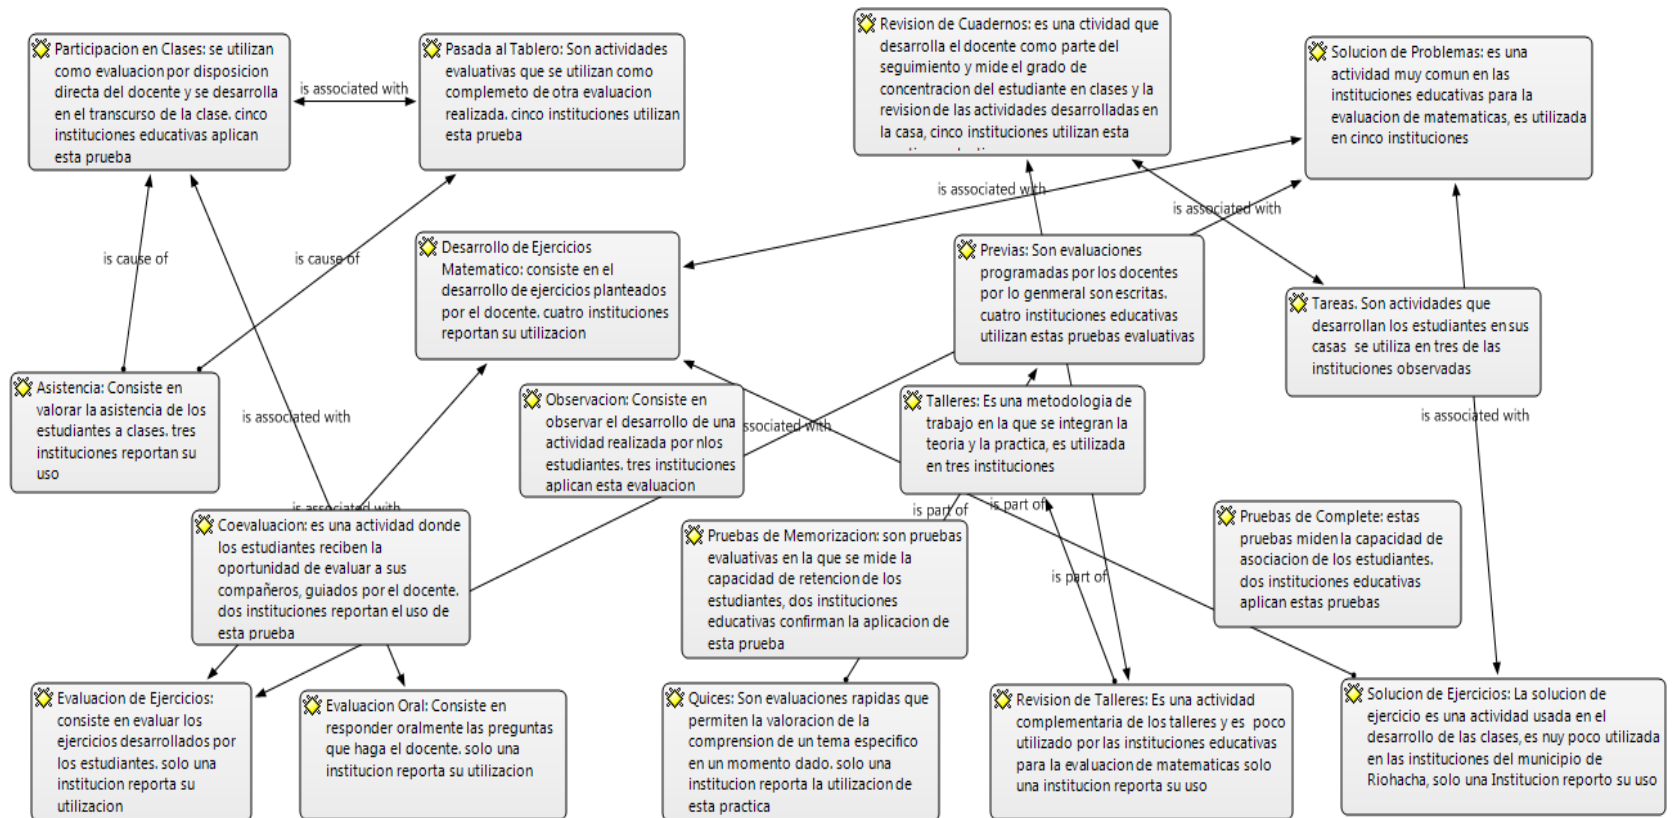 Participacion en Clases: se utilizan
como evaluacion por disposicion
directa del docente y se desarrolla
en el transcurso de la clase. cinco
instituciones educativas aplican
esta prueba
is associated with
Pasada al Tablero: Son actividades
evaluativas que se utilizan como
complemeto de otra evaluacion
realizada. cinco instituciones utilizan
esta prueba
Revision de Cuadernos: es una ctividad que
desarrolla el docente como parte del
seguimiento y mide el grado de
concentracion del estudiante en clases y la
revision de las actividades desarrolladas en
la casa, cinco instituciones utilizan esta
Solucion de Problemas: es una
actividad muy comun en las
instituciones educativas para la
evaluacion de matematicas, es utilizada
en cinco instituciones
is associated with
is associated with
is cause of
is cause of
Desarrollo de Ejercicios
Matematico: consiste en el
desarrollo de ejercicios planteados
por el docente. cuatro instituciones
reportan su utilizacion
Previas: Son evaluaciones
programadas por los docentes
por lo genmeral son escritas.
cuatro instituciones educativas
utilizan estas pruebas evaluativas
Tareas. Son actividades que
desarrollan los estudiantes en sus
casas se utiliza en tres de las
instituciones observadas
Asistencia: Consiste en
valorar la asistencia de los
estudiantes a clases. tres
instituciones reportan su
uso
is associated with
Observacion: Consiste en
observar el desarrollo de una
actividad realizada por nlos
estudiantes. tres instituciones
aplican esta evaluacion
ssociated with
Talleres: Es una metodologia de
trabajo en la que se integran la
teoria y la practica, es utilizada
en tres instituciones
is associated with
is associated with
Coevaluacion: es una actividad donde
los estudiantes reciben la
oportunidad de evaluar a sus
compañeros, guiados por el docente.
dos instituciones reportan el uso de
esta prueba
is part of
is part of
Pruebas de Memorizacion: son pruebas
evaluativas en la que se mide la
capacidad de retencion de los
estudiantes, dos instituciones
educativas confirman la aplicacion de
esta prueba
is part of
Pruebas de Complete: estas
pruebas miden la capacidad de
asociacion de los estudiantes.
dos instituciones educativas
aplican estas pruebas
Evaluacion de Ejercicios:
consiste en evaluar los
ejercicios desarrollados por
los estudiantes. solo una
institucion reporta su
utilizacion
Evaluacion Oral: Consiste en
responder oralmente las preguntas
que haga el docente. solo una
institucion reporta su utilizacion
Quices: Son evaluaciones rapidas que
permiten la valoracion de la
comprension de un tema especifico
en un momento dado. solo una
institucion reporta la utilizacion de
esta practica
Revision de Talleres: Es una actividad
complementaria de los talleres y es poco
utilizado por las instituciones educativas
para la evaluacion de matematicas solo
una institucion reporta su uso
Solucion de Ejercicios: La solucion de
ejercicio es una actividad usada en el
desarrollo de las clases, es nuy poco utilizada
en las instituciones del municipio de
Riohacha, solo una Institucion reporto su uso